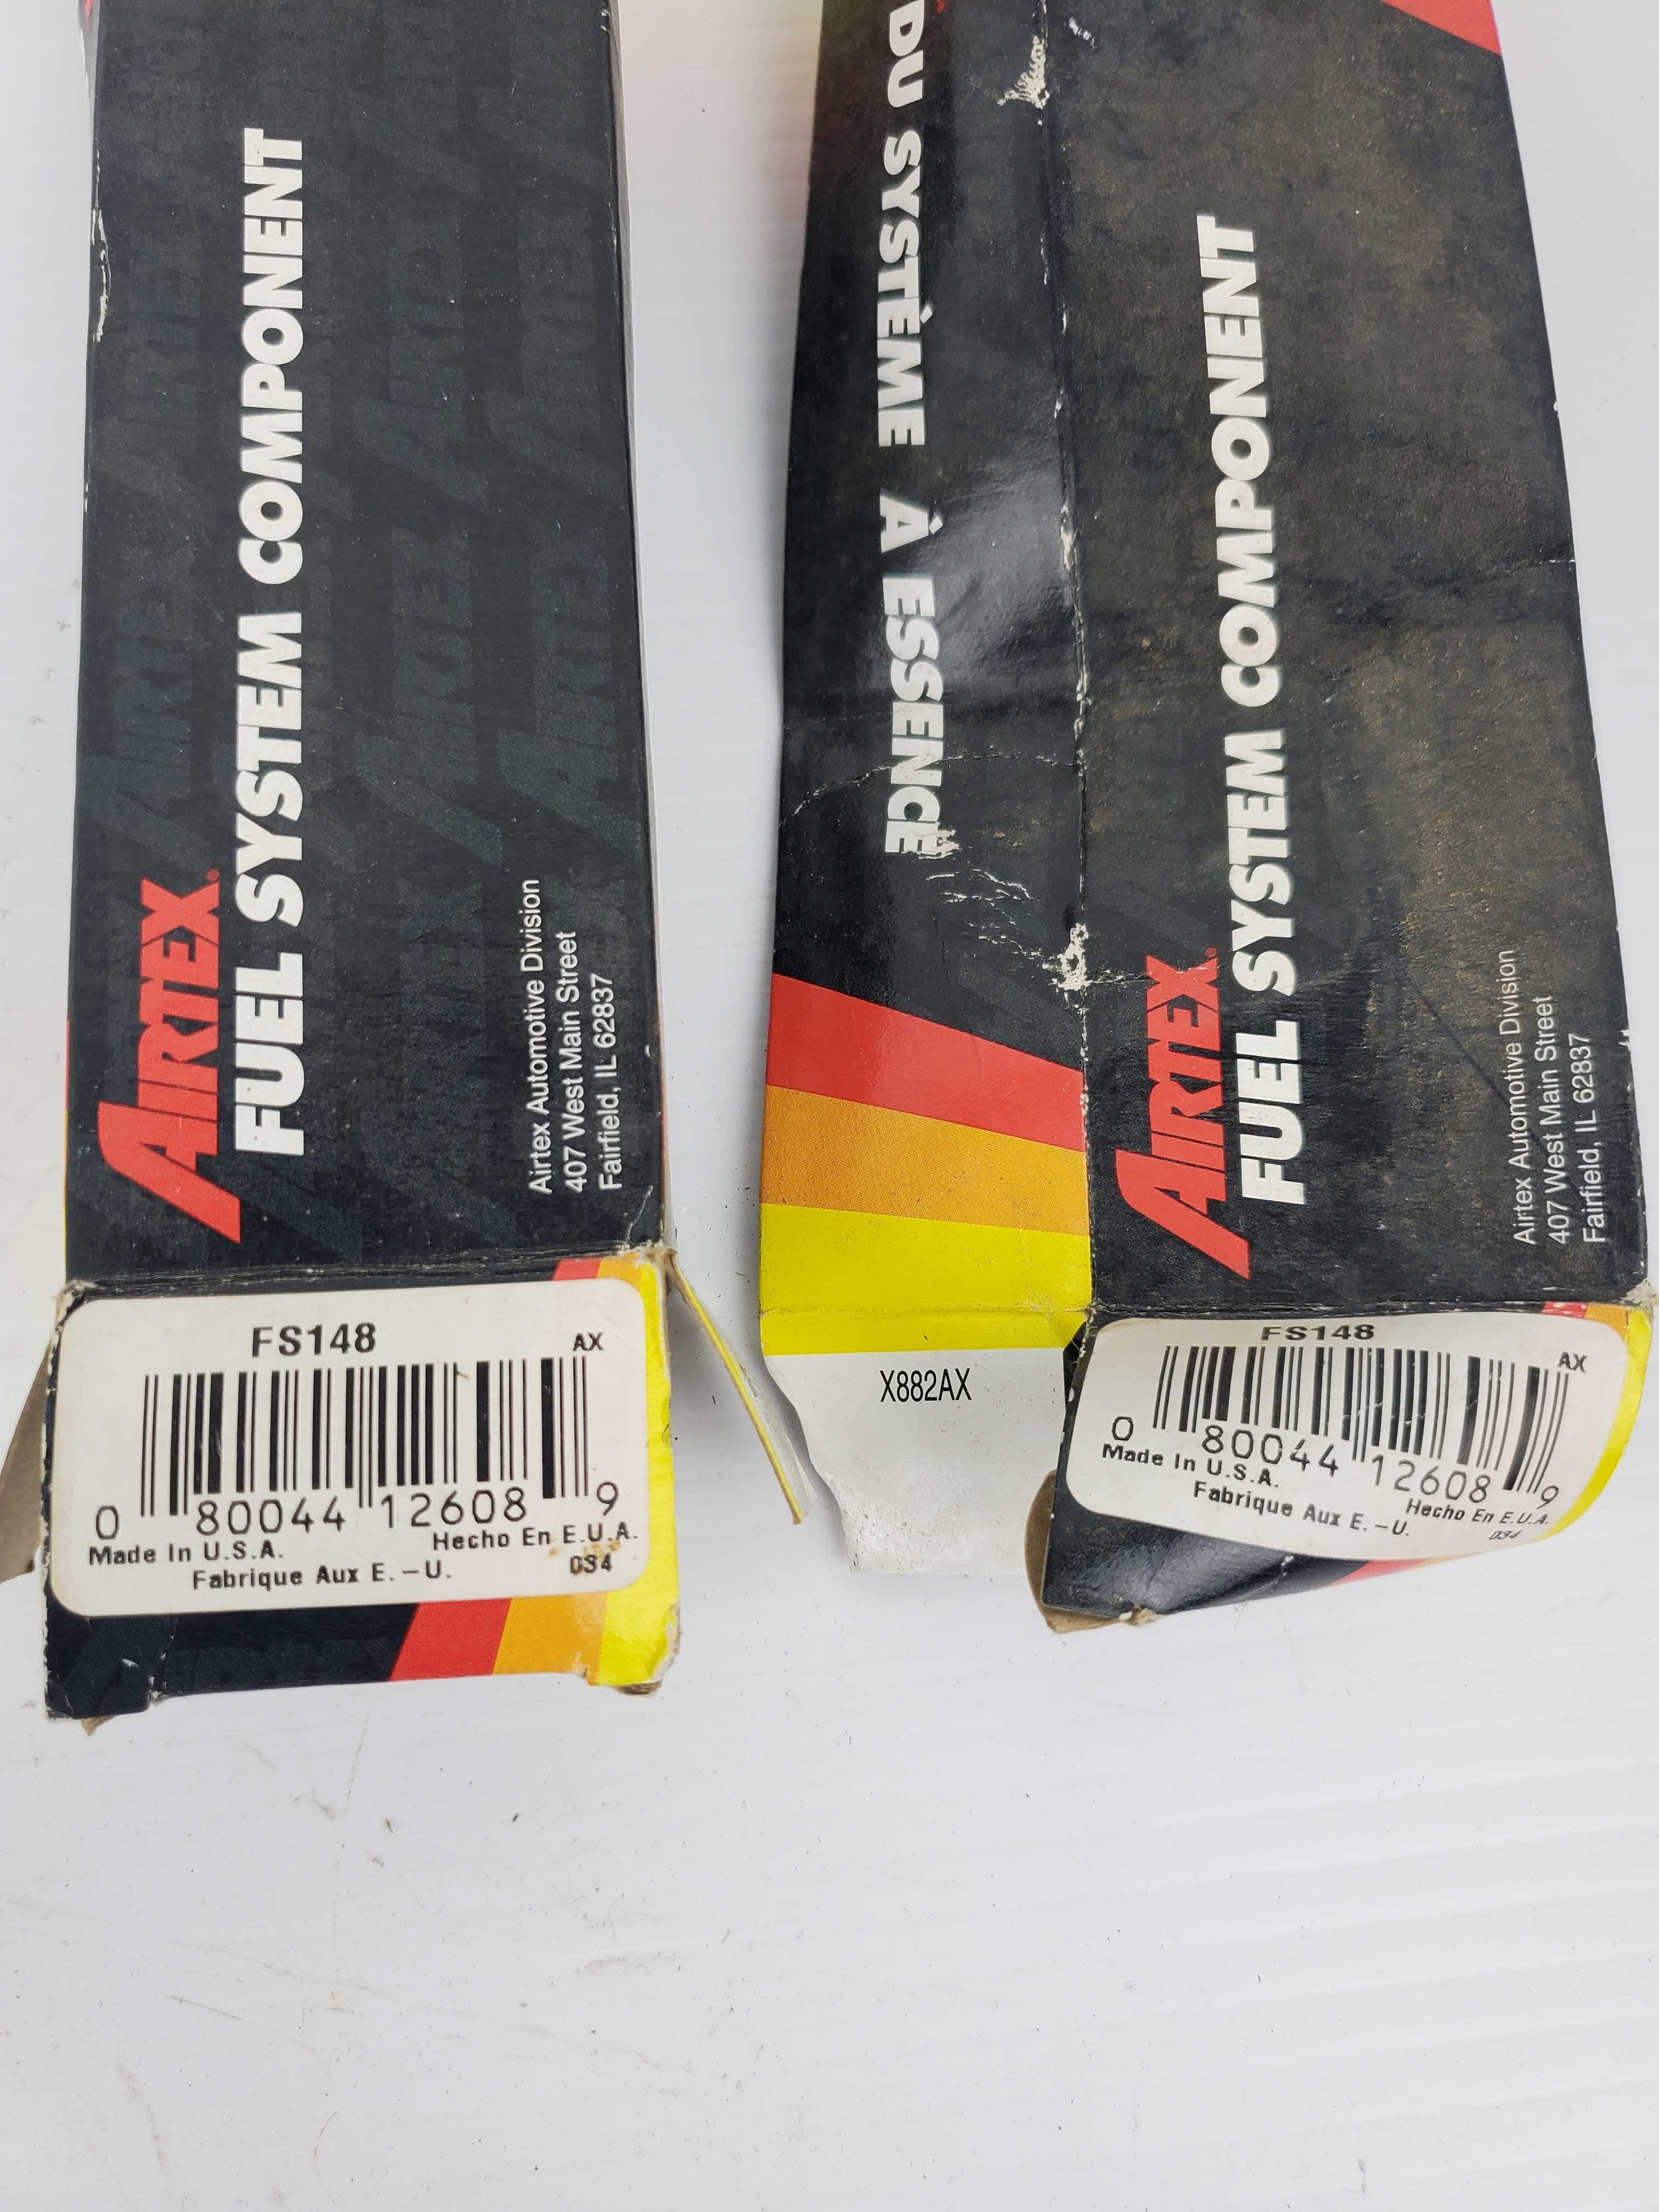 AIRTEX®
FUEL SYSTEM COMPONENT
Airtex Automotive Division
407 West Main Street
Fairfield, IL 62837
FS148
AX
0 80044 12608 9
Made In U.S.A.
Hecho En E.U.A.
Fabrique Aux E.-U.
034
DU SYSTÈME À ESSENCE
X882AX
AIRTEX®
FUEL SYSTEM COMPONENT
Airtex Automotive Division
407 West Main Street
Fairfield, IL 62837
FS148
AX
0 80044 12608 9
Made In U.S.A.
Hecho En E.U.A.
Fabrique Aux E.-U.
034